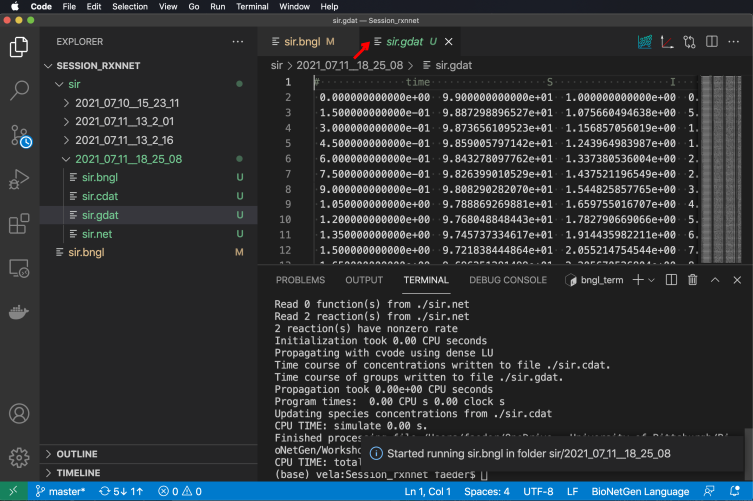 Code File Edit Selection View Go Run Terminal Window Help
sir.gdat — Session_rxnnet
EXPLORER
SESSION_RXNNET
sir
2021_07_10__15_23_11
2021_07_11__13_2_01
2021_07_11__13_2_16
2021_07_11__18_25_08
sir.bngl U
sir.cdat U
sir.gdat U
sir.net U
sir.bngl M
OUTLINE
TIMELINE
sir.bngl M
sir.gdat U
sir > 2021_07_11__18_25_08 > sir.gdat
1 # time S I
2 0.000000000000e+00 9.900000000000e+01 1.000000000000e+00 0.
3 1.500000000000e-01 9.887298896527e+01 1.075660494638e+00 5.
4 3.000000000000e-01 9.873656109523e+01 1.156857056019e+00 1.
5 4.500000000000e-01 9.859005797142e+01 1.243964983987e+00 1.
6 6.000000000000e-01 9.843278097762e+01 1.337380536004e+00 2.
7 7.500000000000e-01 9.826399010529e+01 1.437521196549e+00 2.
8 9.000000000000e-01 9.808290282070e+01 1.544825857765e+00 3.
9 1.050000000000e+00 9.788869269881e+01 1.659755016707e+00 4.
10 1.200000000000e+00 9.768048848443e+01 1.782790669066e+00 5.
11 1.350000000000e+00 9.745737334617e+01 1.914435982211e+00 6.
12 1.500000000000e+00 9.721838444864e+01 2.055214754544e+00 7.
PROBLEMS OUTPUT TERMINAL DEBUG CONSOLE bngl_term
Read 0 function(s) from ./sir.net
Read 2 reaction(s) from ./sir.net
2 reaction(s) have nonzero rate
Initialization took 0.00 CPU seconds
Propagating with cvode using dense LU
Time course of concentrations written to file ./sir.cdat.
Time course of groups written to file ./sir.gdat.
Propagation took 0.00e+00 CPU seconds
Program times: 0.00 CPU s 0.00 clock s
Updating species concentrations from ./sir.cdat
CPU TIME: simulate 0.00 s.
Finished proces
oNetGen/Worksho
CPU TIME: total
(base) vela:Session_rxnnet faeder$
Started running sir.bngl in folder sir/2021_07_11__18_25_08
master* 5↓ 1↑ 0 0 Ln 1, Col 1 Spaces: 4 UTF-8 LF BioNetGen Language